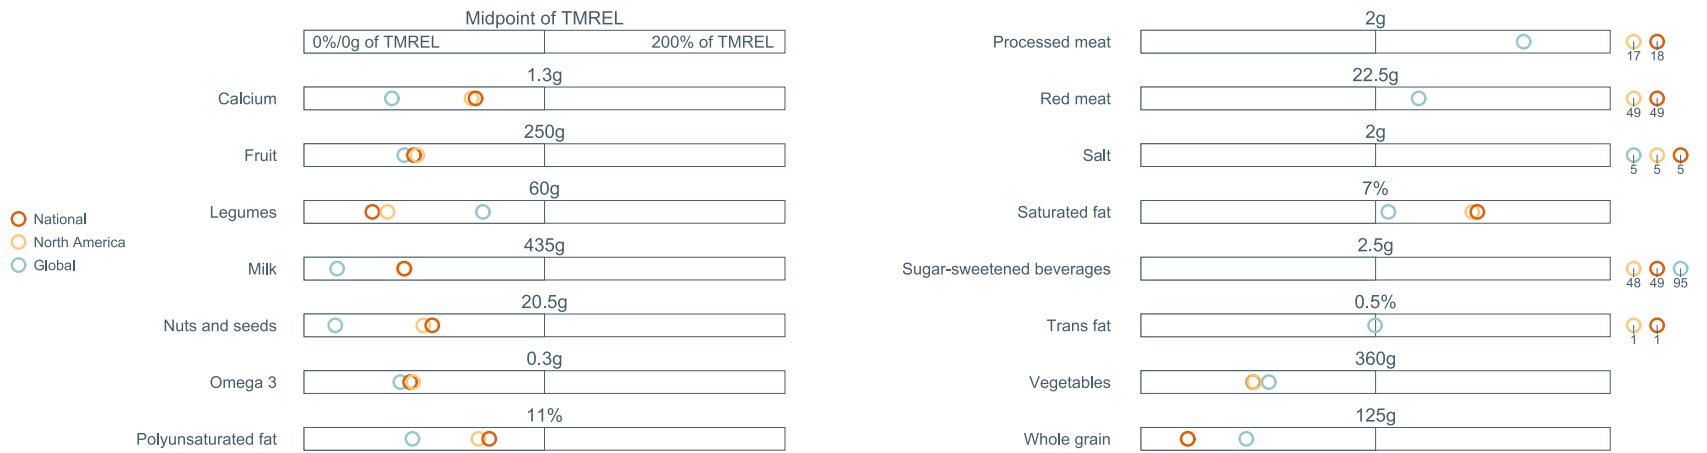 Midpoint of TMREL
0%/0g of TMREL 200% of TMREL
1.3g
Calcium
250g
Fruit
60g
Legumes
435g
Milk
20.5g
Nuts and seeds
0.3g
Omega 3
11%
Polyunsaturated fat
National
North America
Global
2g
Processed meat
17 18
22.5g
Red meat
49 49
2g
Salt
5 5 5
7%
Saturated fat
2.5g
Sugar-sweetened beverages
48 49 95
0.5%
Trans fat
1 1
360g
Vegetables
125g
Whole grain